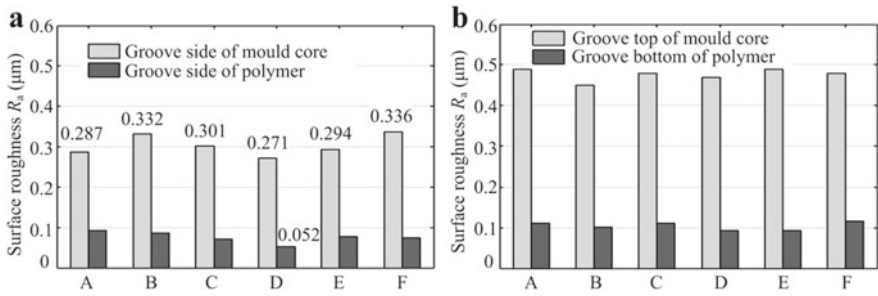 a
Surface roughness Ra (μm)
0.6
0.5
0.4
0.3
0.3
0.1
0
Groove side of mould core
Groove side of polymer
0.287
0.332
0.301
0.271
0.294
0.336
0.052
A B C D E F
b
Surface roughness Ra (μm)
0.6
0.5
0.4
0.3
0.3
0.1
0
Groove top of mould core
Groove bottom of polymer
A B C D E F